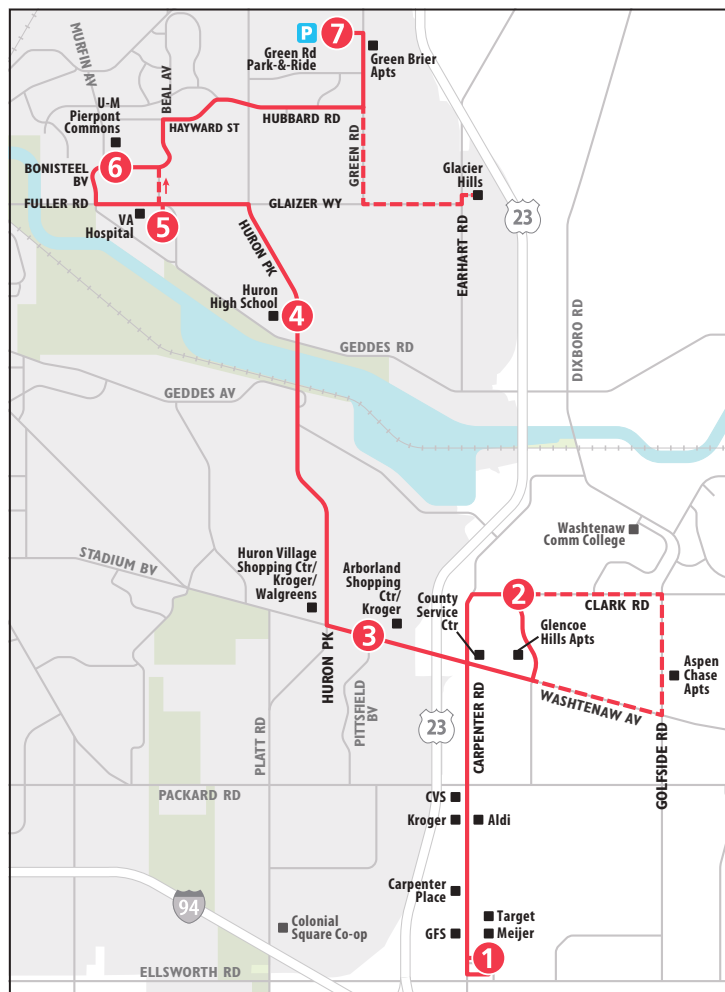 MURFIN AV
BEAL AV
P
7
Green Rd
Park-&-Ride
Green Brier
Apts
U-M
Pierpont
Commons
HAYWARD ST
HUBBARD RD
GREEN RD
BONISTEEL
BV
6
Glacier
Hills
FULLER RD
GLAIZER WY
VA
Hospital
5
HURON PK
EARHART RD
23
Huron
High School
4
GEDDES RD
DIXBORO RD
GEDDES AV
STADIUM BV
Huron Village
Shopping Ctr/
Kroger/
Walgreens
Arborland
Shopping
Ctr/
Kroger
Washtenaw
Comm College
County
Service
Ctr
2
CLARK RD
Glencoe
Hills Apts
3
HURON PK
PITTSFIELD
BV
PLATT RD
CARPENTER RD
WASHTENAW AV
Aspen
Chase
Apts
GOLFSIDE RD
23
PACKARD RD
CVS
Kroger
Aldi
Carpenter
Place
94
Colonial
Square Co-op
Target
GFS
Meijer
1
ELLSWORTH RD